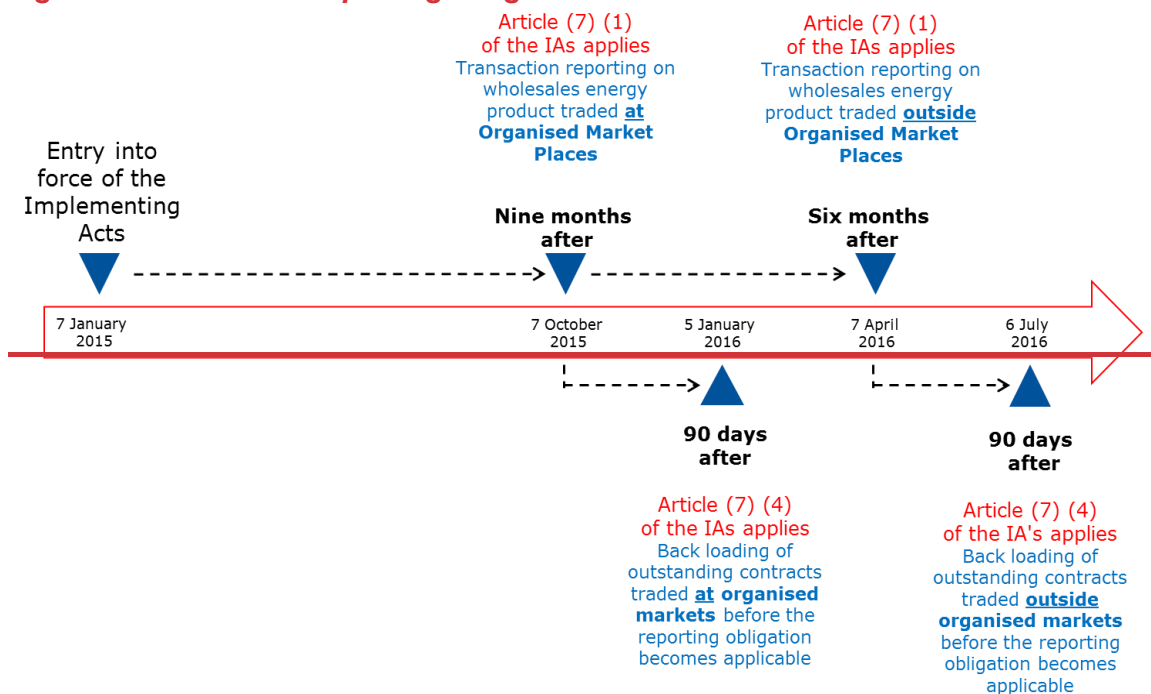 Article (7) (1)
of the IAs applies
Transaction reporting on
wholesales energy
product traded at
Organised Market
Places
Article (7) (1)
of the IAs applies
Transaction reporting on
wholesales energy
product traded outside
Organised Market
Places
Entry into
force of the
Implementing
Acts
Nine months
after
Six months
after
7 January
2015
7 October
2015
5 January
2016
7 April
2016
6 July
2016
90 days
after
90 days
after
Article (7) (4)
of the IAs applies
Back loading of
outstanding contracts
traded at organised
markets before the
reporting obligation
becomes applicable
Article (7) (4)
of the IA's applies
Back loading of
outstanding contracts
traded outside
organised markets
before the reporting
obligation becomes
applicable